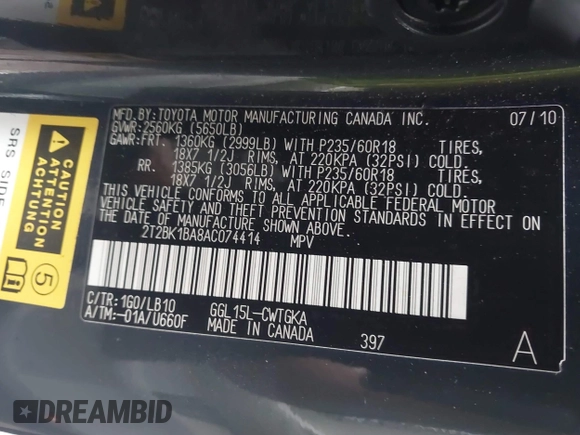 MFD.BY:TOYOTA MOTOR MANUFACTURING CANADA INC. 07/10
GVWR:2560KG (5650LB)
GAWR:FRT. 1360KG (2999LB) WITH P235/60R18 TIRES,
18X7 1/2J RIMS, AT 220KPA (32PSI) COLD.
RR. 1385KG (3056LB) WITH P235/60R18 TIRES,
18X7 1/2J RIMS, AT 220KPA (32PSI) COLD.
THIS VEHICLE CONFORMS TO ALL APPLICABLE FEDERAL MOTOR
VEHICLE SAFETY AND THEFT PREVENTION STANDARDS IN EFFECT ON
THE DATE OF MANUFACTURE SHOWN ABOVE.
2T2BK1BA8AC074414 MPV
C/TR:1G0/LB10 GGL15L-CWTGKA
A/TM:-01A/U660F MADE IN CANADA 397 A
SRS SIDE
ATTENTION
ACHTUNG
5
DREAMBID